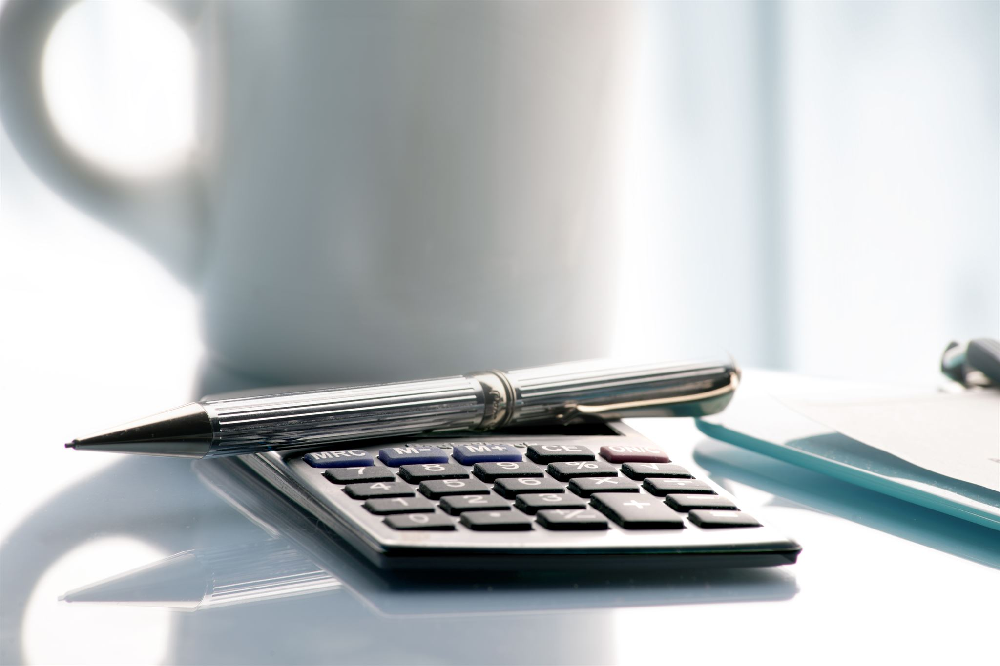 MRC M- M+ CE ON/C
7 8 9 % √
4 5 6 × ÷
1 2 3 + -
0 · +/- =